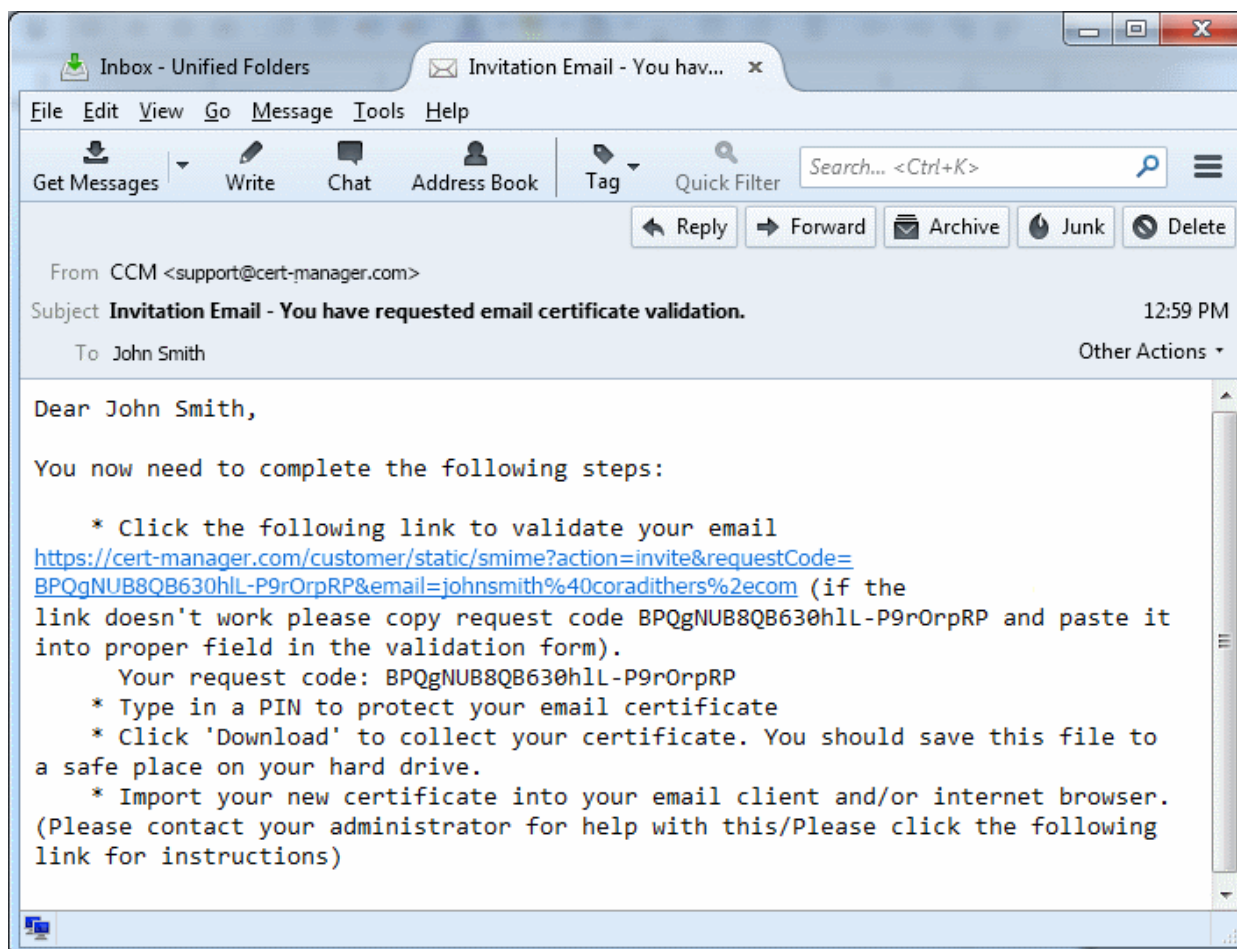 Inbox - Unified Folders
Invitation Email - You hav...
File Edit View Go Message Tools Help
Get Messages Write Chat Address Book Tag Quick Filter Search... <Ctrl+K>
Reply Forward Archive Junk Delete
From CCM <support@cert-manager.com>
Subject Invitation Email - You have requested email certificate validation. 12:59 PM
To John Smith Other Actions
Dear John Smith,
You now need to complete the following steps:
* Click the following link to validate your email
https://cert-manager.com/customer/static/smime?action=invite&requestCode=
BPQgNUB8QB630hlL-P9rOrpRP&email=johnsmith%40coradithers%2ecom (if the
link doesn't work please copy request code BPQgNUB8QB630hlL-P9rOrpRP and paste it
into proper field in the validation form).
Your request code: BPQgNUB8QB630hlL-P9rOrpRP
* Type in a PIN to protect your email certificate
* Click 'Download' to collect your certificate. You should save this file to
a safe place on your hard drive.
* Import your new certificate into your email client and/or internet browser.
(Please contact your administrator for help with this/Please click the following
link for instructions)